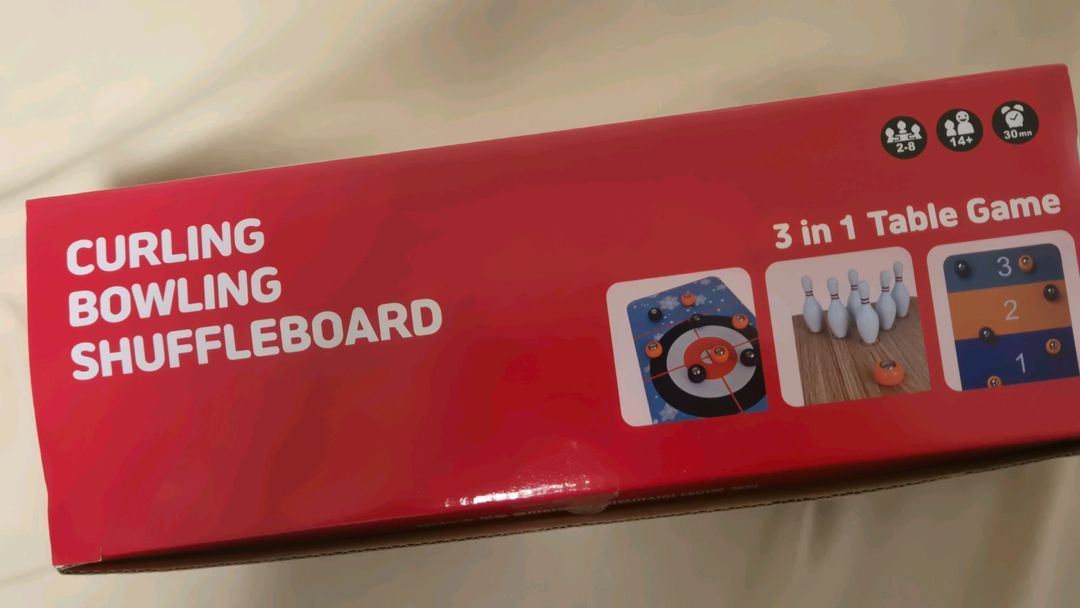 2-8
14+
30mn
CURLING
BOWLING
SHUFFLEBOARD
3 in 1 Table Game
3
2
1